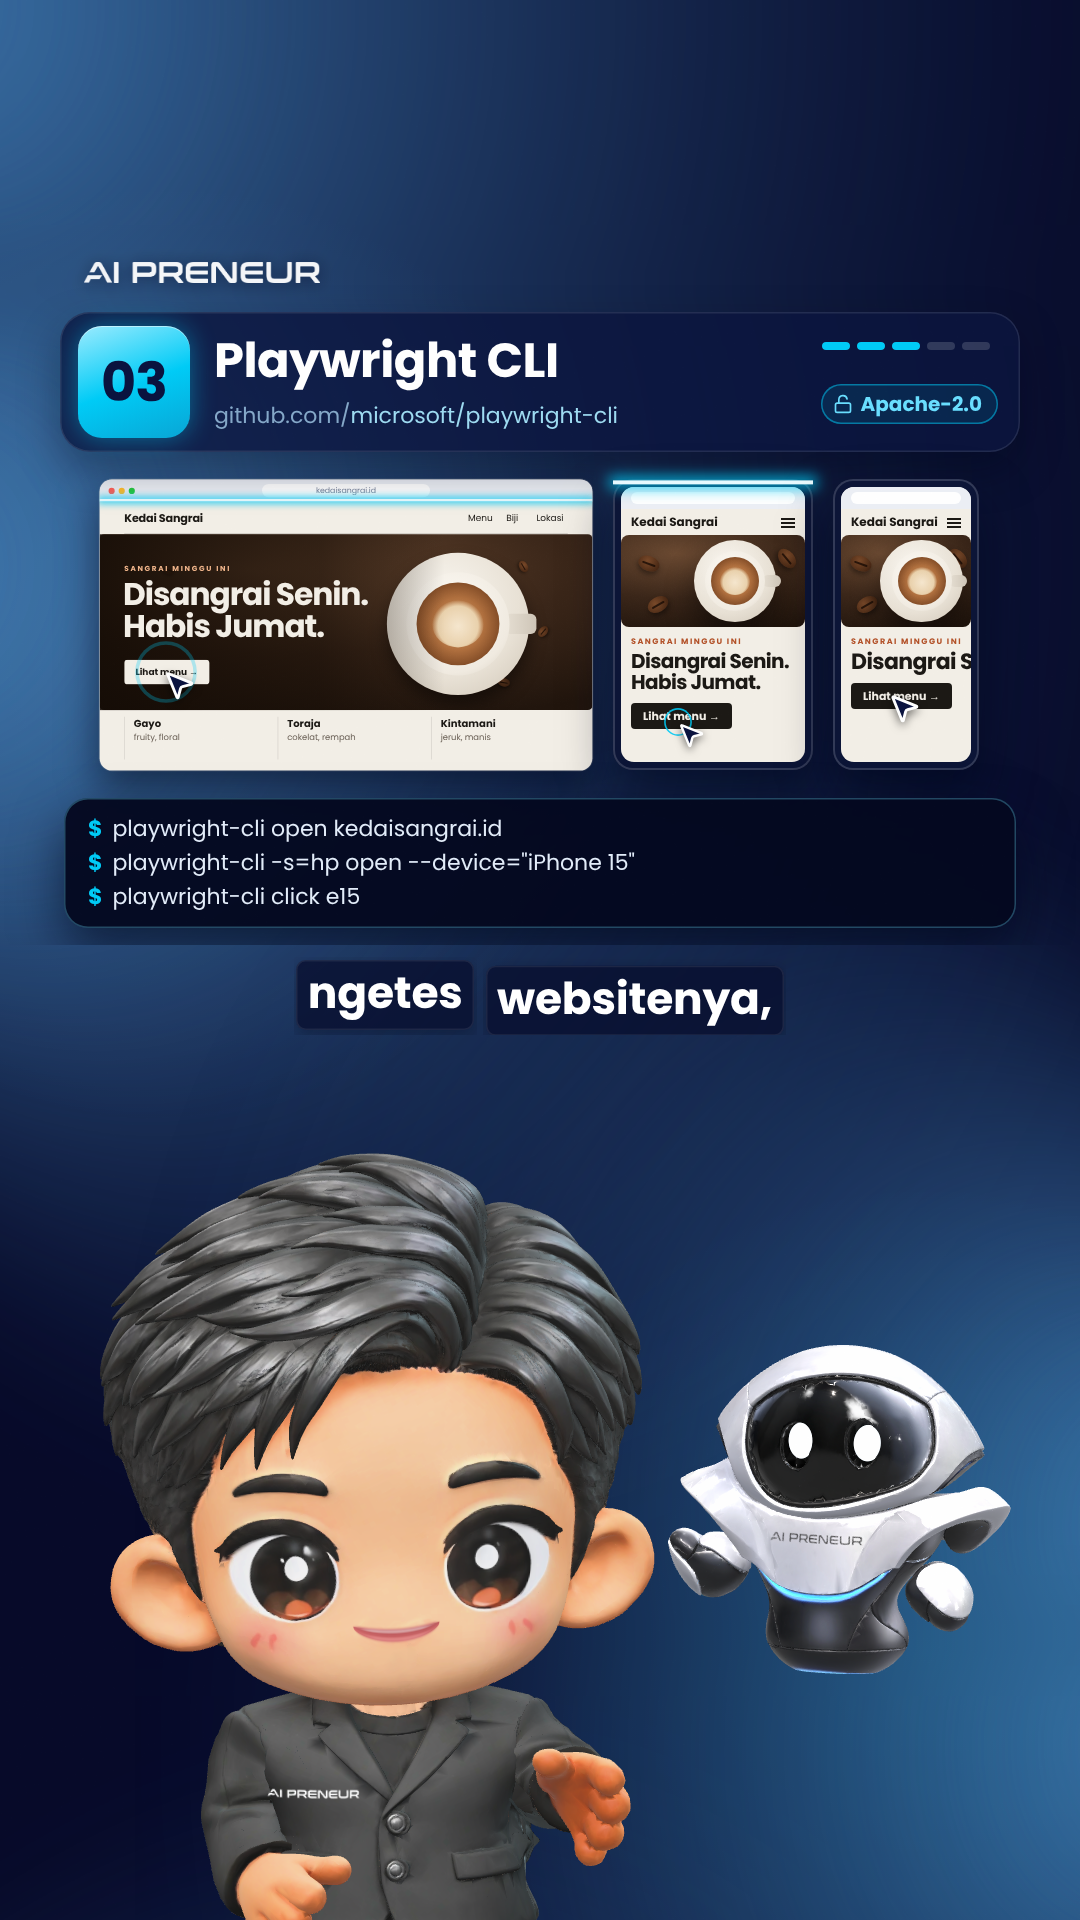 AI PRENEUR
03
Playwright CLI
github.com/microsoft/playwright-cli
Apache-2.0
kedaisangrai.id
Kedai Sangrai
Menu Biji Lokasi
SANGRAI MINGGU INI
Disangrai Senin.
Habis Jumat.
Lihat menu →
Gayo
fruity, floral
Toraja
cokelat, rempah
Kintamani
jeruk, manis
Kedai Sangrai
SANGRAI MINGGU INI
Disangrai Senin.
Habis Jumat.
Lihat menu →
Kedai Sangrai
SANGRAI MINGGU INI
Disangrai S
Lihat menu →
$ playwright-cli open kedaisangrai.id
$ playwright-cli -s=hp open --device="iPhone 15"
$ playwright-cli click e15
ngetes websitenya,
AI PRENEUR
AI PRENEUR